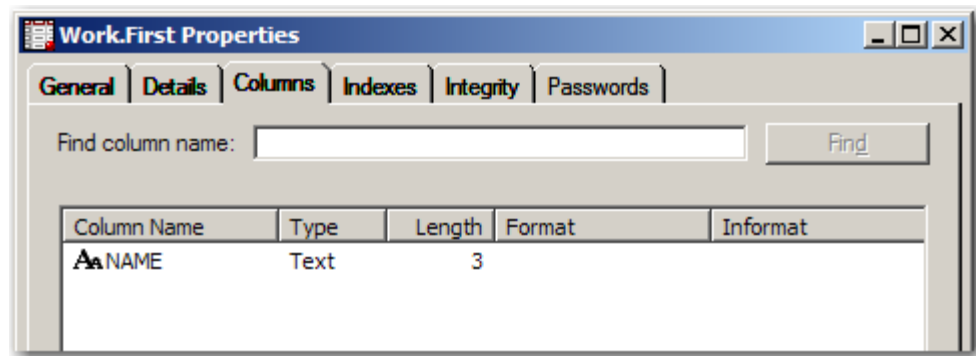 Work.First Properties
General Details Columns Indexes Integrity Passwords
Find column name: Find
Column Name Type Length Format Informat
NAME Text 3